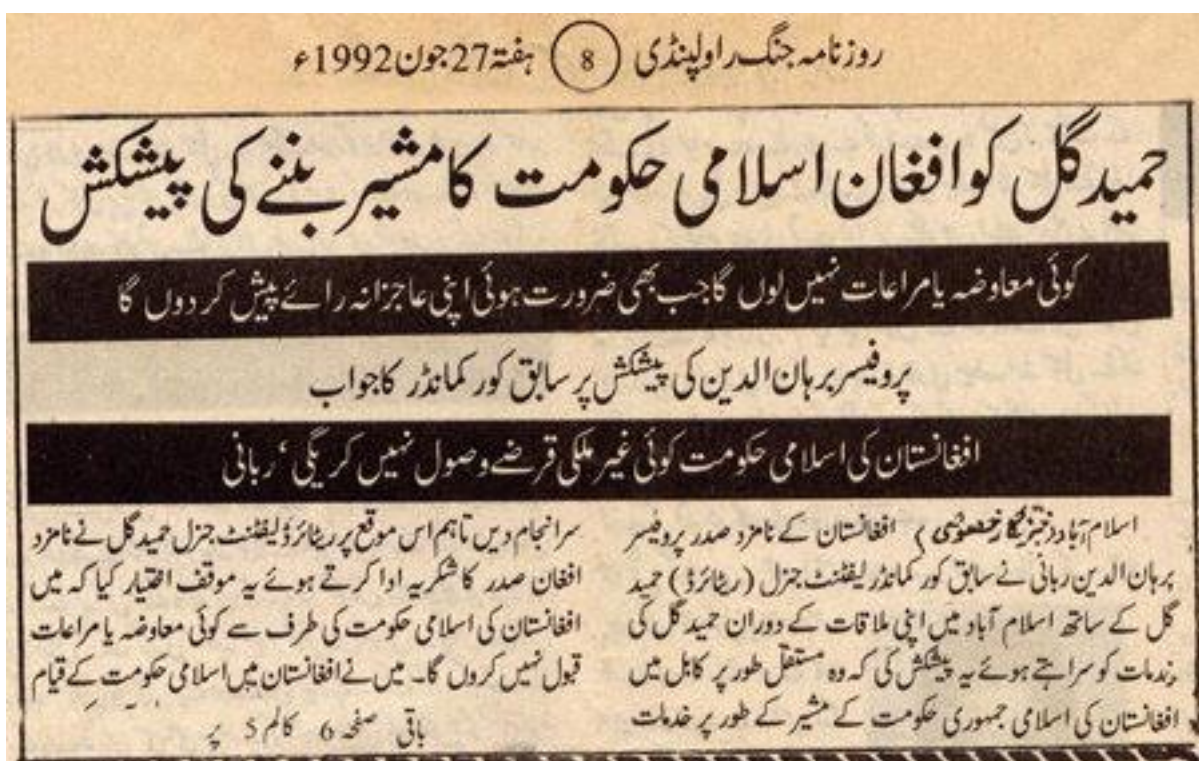 روزنامہ جنگ راولپنڈی 8 ہفتہ 27 جون 1992ء
حمید گل کو افغان اسلامی حکومت کا مشیر بننے کی پیشکش
کوئی معاوضہ یا مراعات نہیں لوں گا جب بھی ضرورت ہوئی اپنی عاجزانہ رائے پیش کر دوں گا
پروفیسر برہان الدین کی پیشکش پر سابق کور کمانڈر کا جواب
افغانستان کی اسلامی حکومت کوئی غیر ملکی قرضے وصول نہیں کریگی‘ ربانی
اسلام آباد (خبر نگار خصوصی) افغانستان کے نامزد صدر پروفیسر
برہان الدین ربانی نے سابق کور کمانڈر لیفٹننٹ جنرل (ریٹائرڈ) حمید
گل کے ساتھ اسلام آباد میں اپنی ملاقات کے دوران حمید گل کی
خدمات کو سراہتے ہوئے یہ پیشکش کی کہ وہ مستقل طور پر کابل میں
افغانستان کی اسلامی جمہوری حکومت کے مشیر کے طور پر خدمات
سرانجام دیں تاہم اس موقع پر ریٹائرڈ لیفٹننٹ جنرل حمید گل نے نامزد
افغان صدر کا شکریہ ادا کرتے ہوئے یہ موقف اختیار کیا کہ میں
افغانستان کی اسلامی حکومت کی طرف سے کوئی معاوضہ یا مراعات
قبول نہیں کروں گا۔ میں نے افغانستان میں اسلامی حکومت کے قیام
باقی صفحہ 6 کالم 5 پر